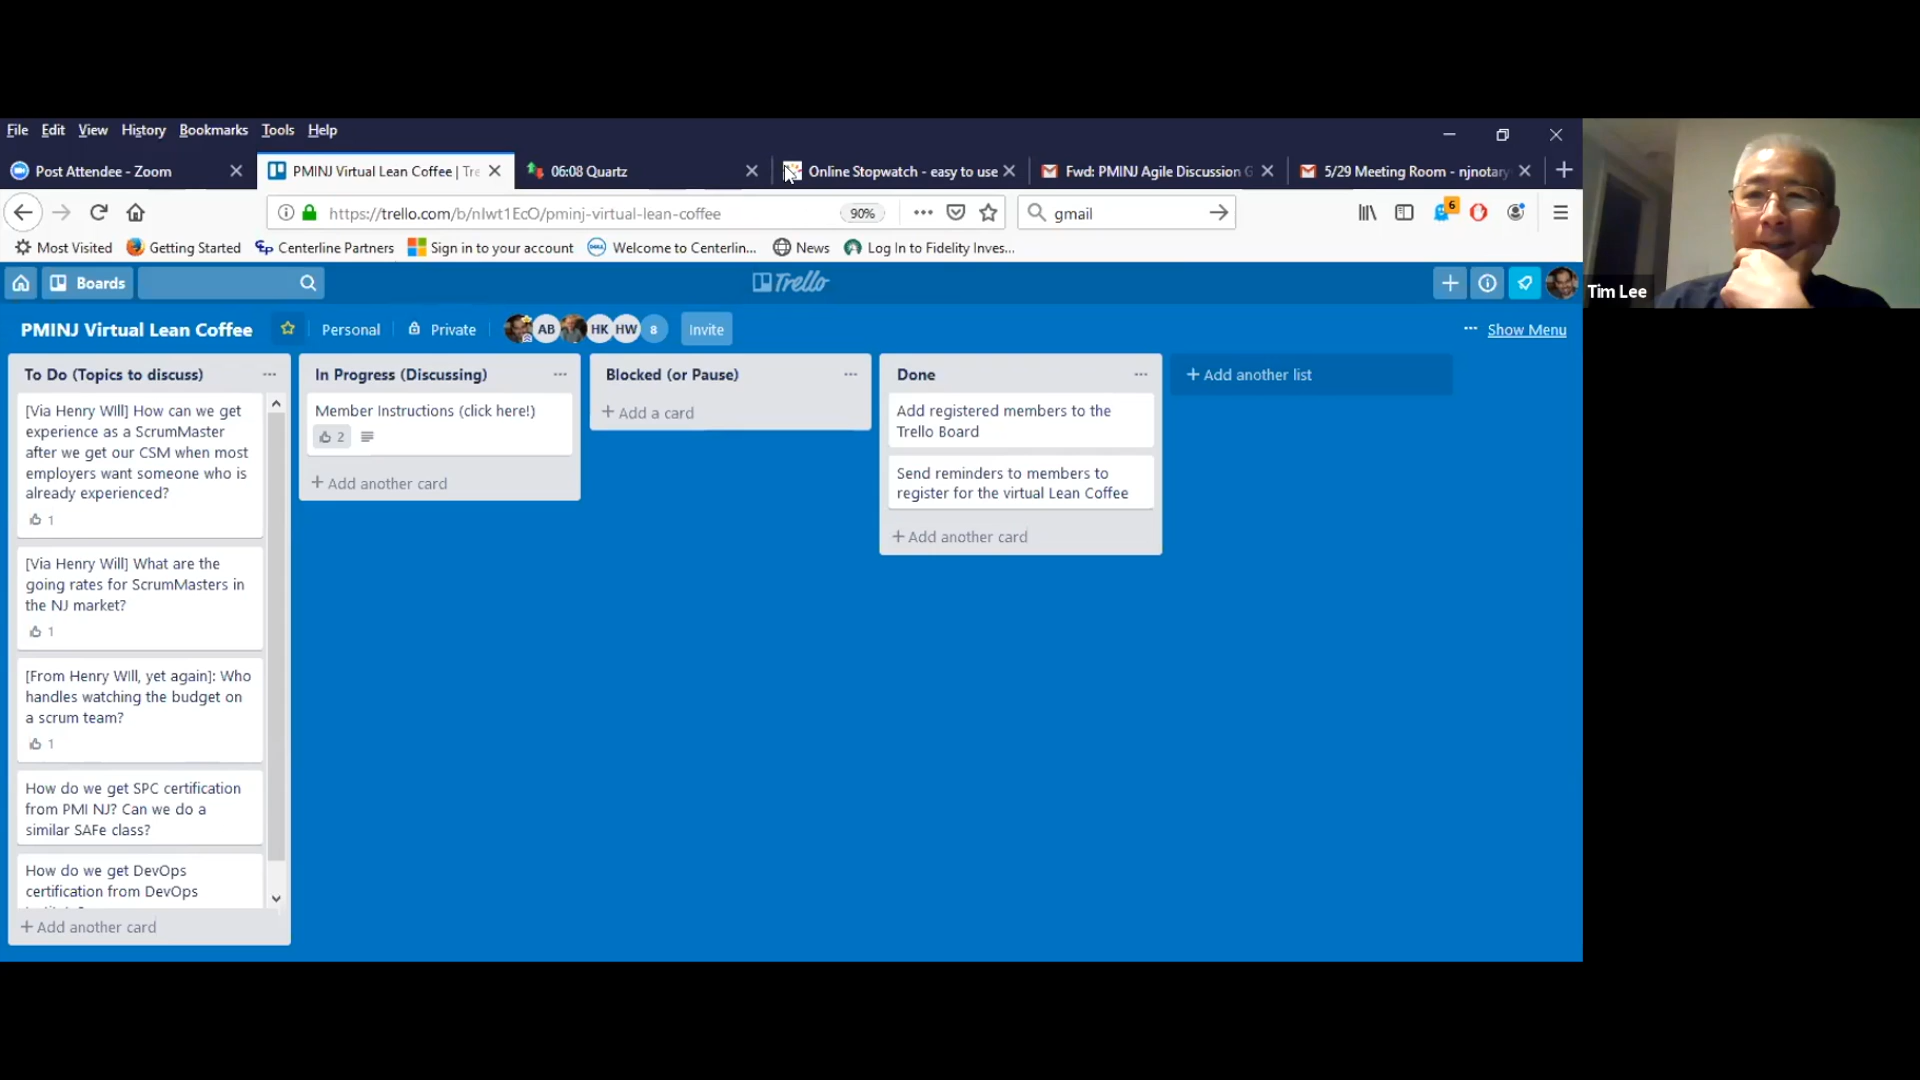 File Edit View History Bookmarks Tools Help
Post Attendee - Zoom
PMINJ Virtual Lean Coffee | Tre
06:08 Quartz
Online Stopwatch - easy to use
Fwd: PMINJ Agile Discussion G
5/29 Meeting Room - njnotary
https://trello.com/b/nIwt1EcO/pminj-virtual-lean-coffee
90%
gmail
6
Most Visited
Getting Started
Centerline Partners
Sign in to your account
Welcome to Centerlin...
News
Log In to Fidelity Inves...
Boards
Trello
Tim Lee
PMINJ Virtual Lean Coffee
Personal
Private
AB
HK
HW
8
Invite
Show Menu
To Do (Topics to discuss)
[Via Henry WIll] How can we get
experience as a ScrumMaster
after we get our CSM when most
employers want someone who is
already experienced?
1
[Via Henry Will] What are the
going rates for ScrumMasters in
the NJ market?
1
[From Henry WIll, yet again]: Who
handles watching the budget on
a scrum team?
1
How do we get SPC certification
from PMI NJ? Can we do a
similar SAFe class?
How do we get DevOps
certification from DevOps
+ Add another card
In Progress (Discussing)
Member Instructions (click here!)
2
+ Add another card
Blocked (or Pause)
+ Add a card
Done
Add registered members to the
Trello Board
Send reminders to members to
register for the virtual Lean Coffee
+ Add another card
+ Add another list